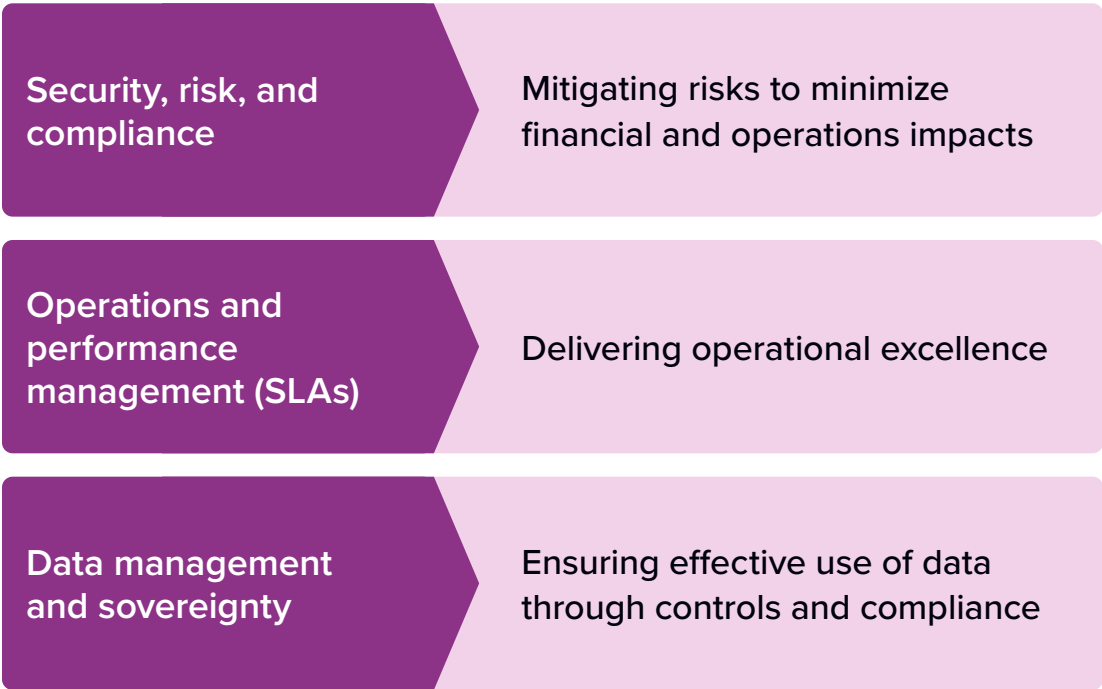 Security, risk, and
compliance
Mitigating risks to minimize
financial and operations impacts
Operations and
performance
management (SLAs)
Delivering operational excellence
Data management
and sovereignty
Ensuring effective use of data
through controls and compliance